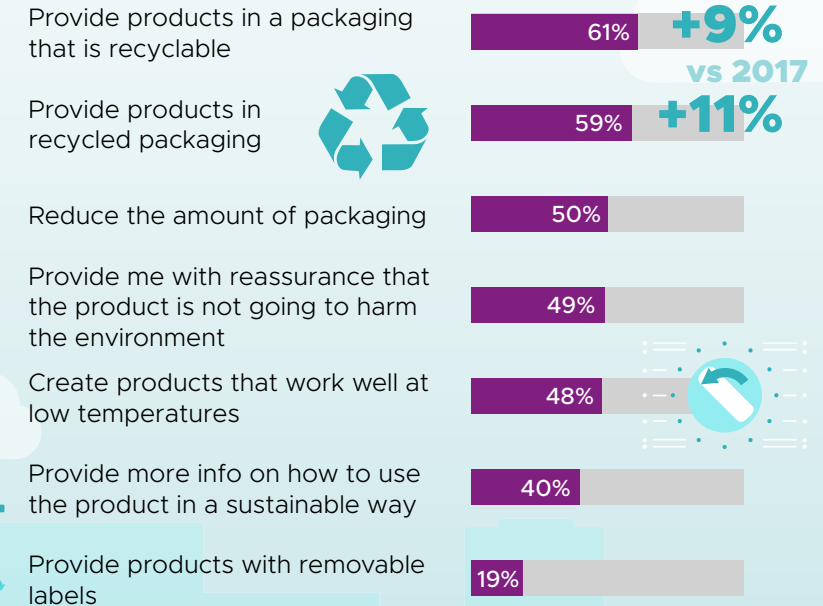 Provide products in a packaging
that is recyclable
61%
+9%
vs 2017
Provide products in
recycled packaging
59%
+11%
Reduce the amount of packaging
50%
Provide me with reassurance that
the product is not going to harm
the environment
49%
Create products that work well at
low temperatures
48%
Provide more info on how to use
the product in a sustainable way
40%
Provide products with removable
labels
19%